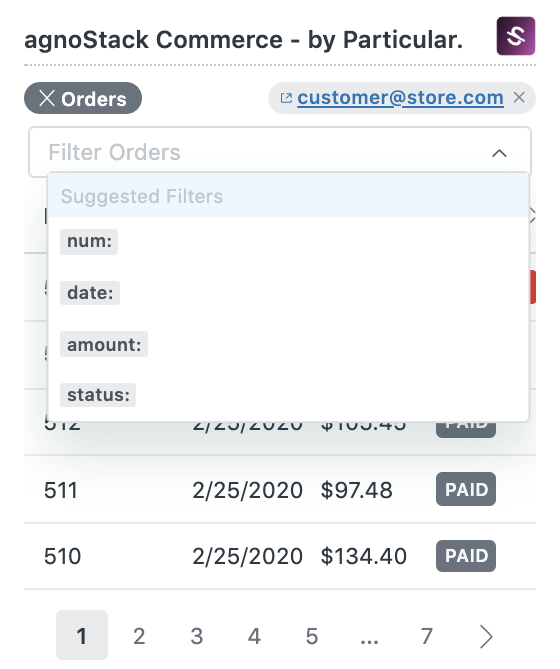 agnoStack Commerce - by Particular.
Orders
customer@store.com
Filter Orders
Suggested Filters
num:
date:
amount:
status:
512 2/25/2020 $105.45 PAID
511 2/25/2020 $97.48 PAID
510 2/25/2020 $134.40 PAID
1 2 3 4 5 ... 7